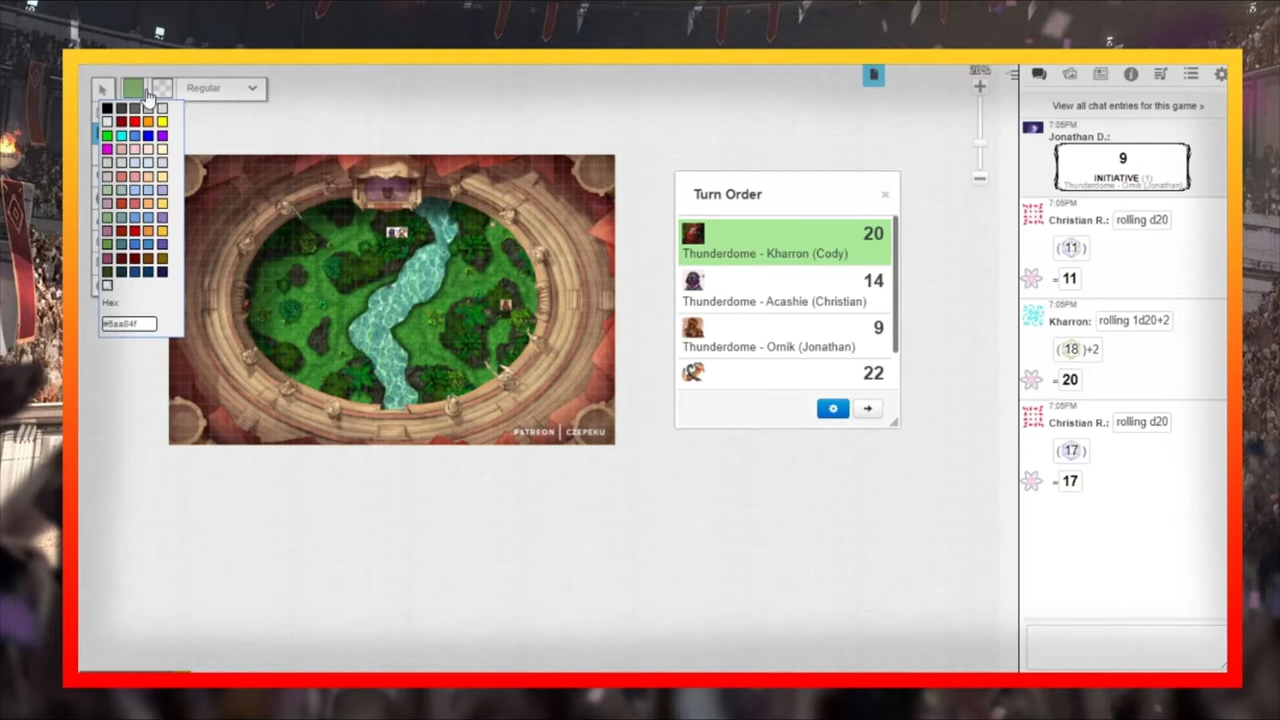 Regular
Hex:
#6aa84f
PATREON | CZEPEKU
Turn Order
×
20
Thunderdome - Kharron (Cody)
14
Thunderdome - Acashie (Christian)
9
Thunderdome - Ornik (Jonathan)
22
View all chat entries for this game »
7:05PM
Jonathan D.:
9
INITIATIVE (1)
Thunderdome - Ornik (Jonathan)
7:05PM
Christian R.: rolling d20
(11)
= 11
7:05PM
Kharron: rolling 1d20+2
(18)+2
= 20
7:05PM
Christian R.: rolling d20
(17)
= 17